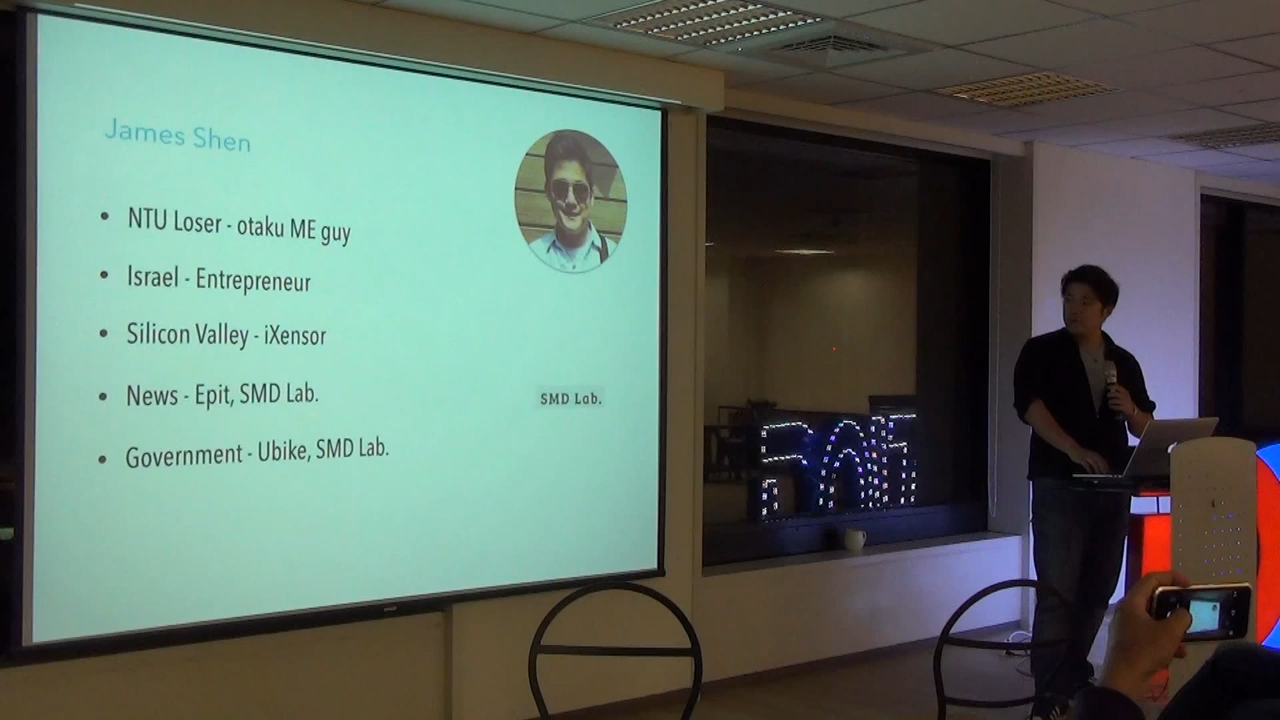 James Shen
NTU Loser - otaku ME guy
Israel - Entrepreneur
Silicon Valley - iXensor
News - Epit, SMD Lab.
Government - Ubike, SMD Lab.
SMD Lab.